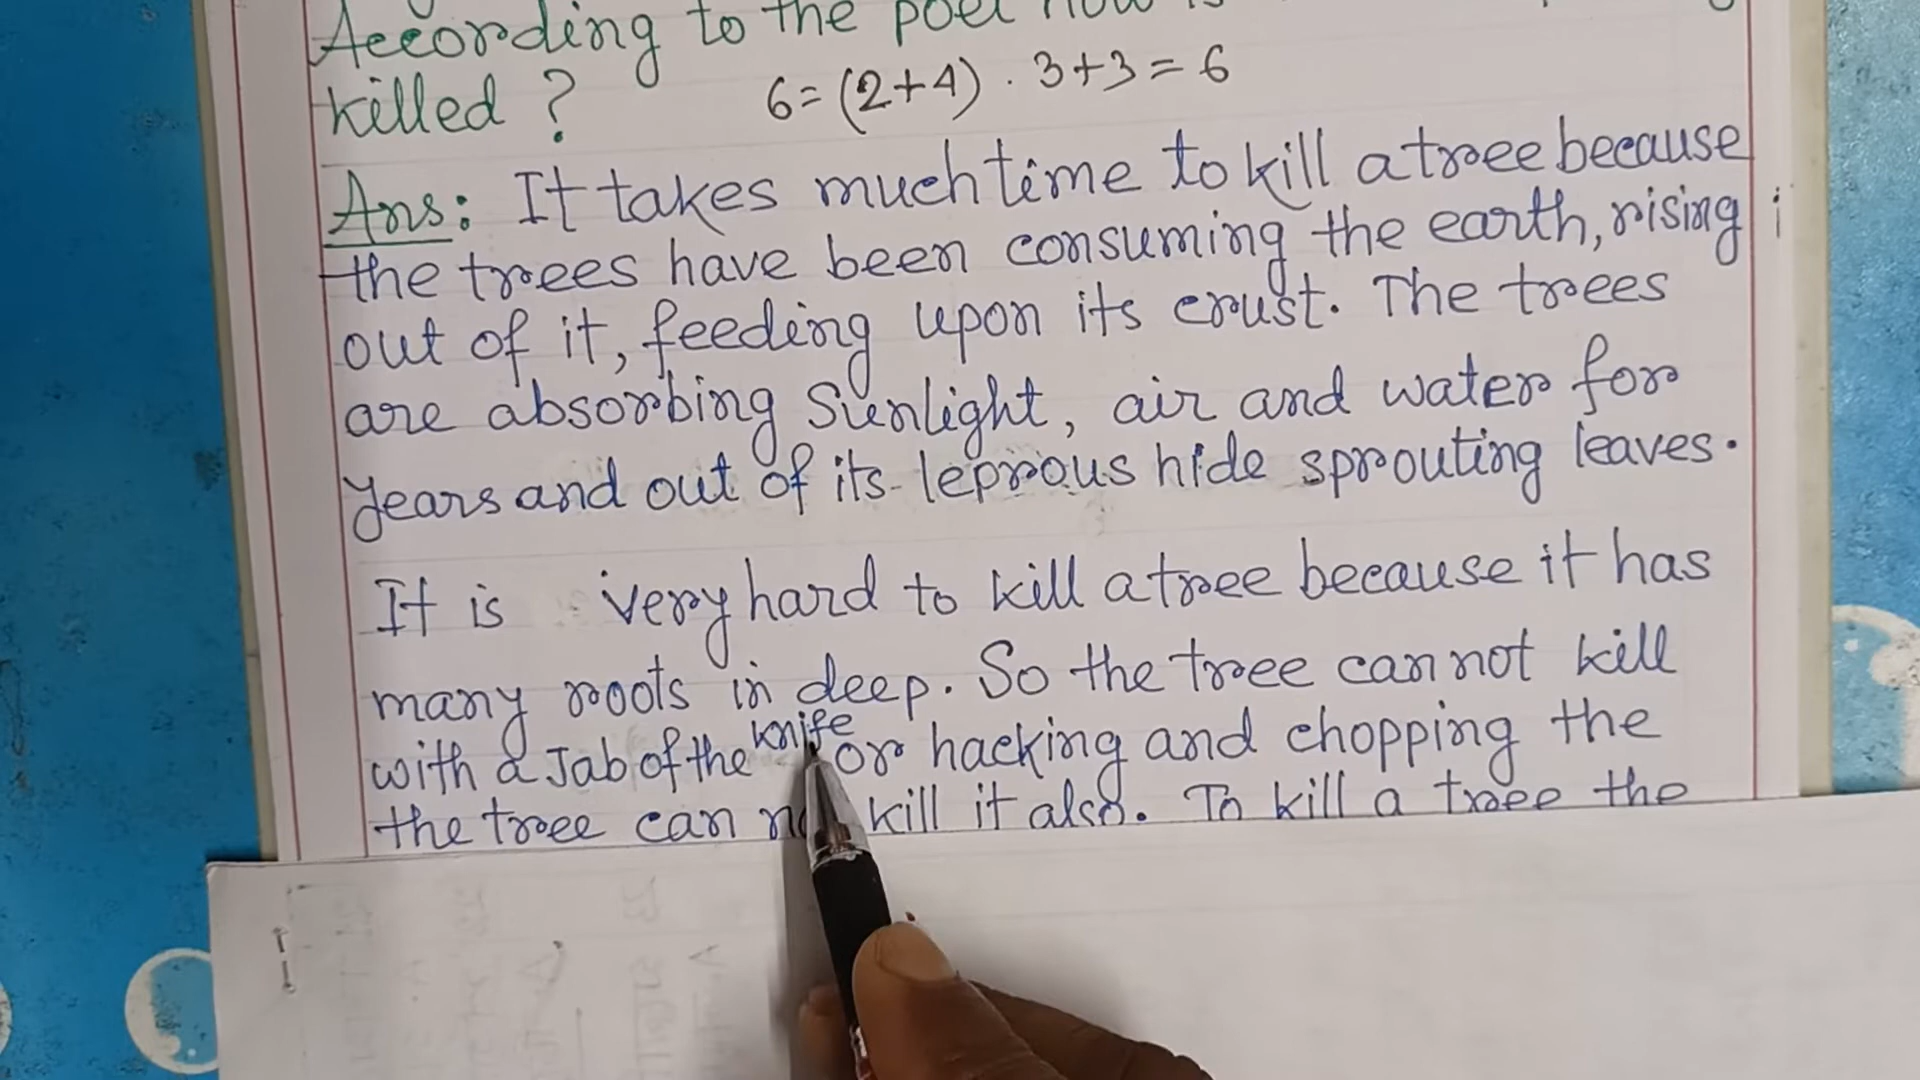 According to the poet how is
killed ?
6=(2+4) . 3+3=6
Ans: It takes much time to kill a tree because
the trees have been consuming the earth, rising i
out of it, feeding upon its crust. The trees
are absorbing sunlight, air and water for
years and out of its leprous hide sprouting leaves.
It is very hard to kill a tree because it has
many roots in deep. So the tree can not kill
with a Jab of the knife or hacking and chopping the
the tree can kill it also. To kill a tree the